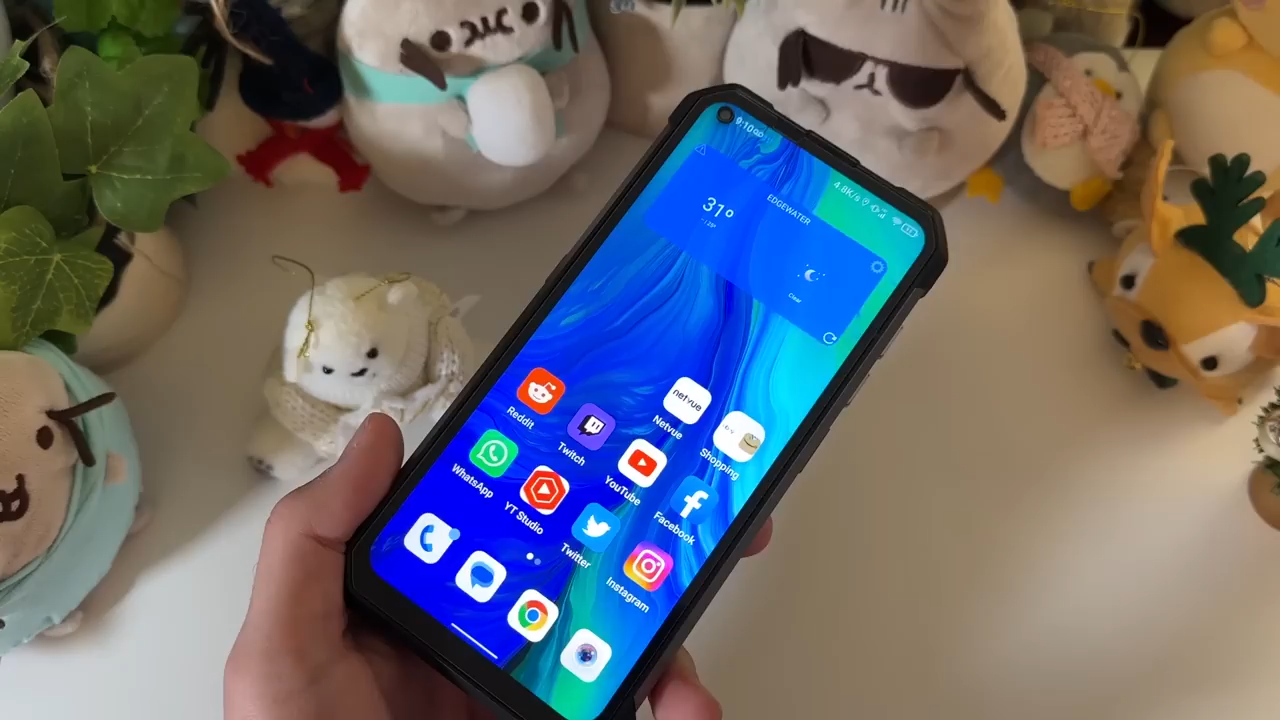 9:10
4.8K/s
EDGEWATER
31°
Clear
Reddit
Twitch
netvue
Netvue
Shopping
WhatsApp
YT Studio
YouTube
Facebook
Twitter
Instagram